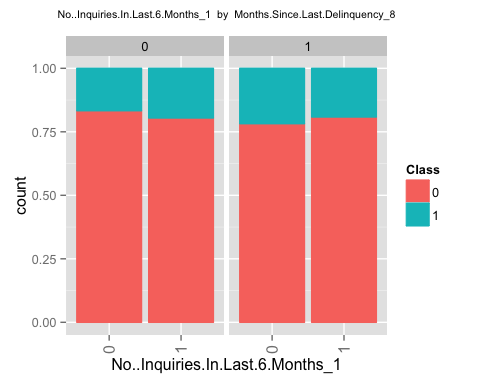 No..Inquiries.In.Last.6.Months_1 by Months.Since.Last.Delinquency_8
0 1
1.00
0.75
0.50
0.25
0.00
count
0 1 0 1
No..Inquiries.In.Last.6.Months_1
Class
0
1